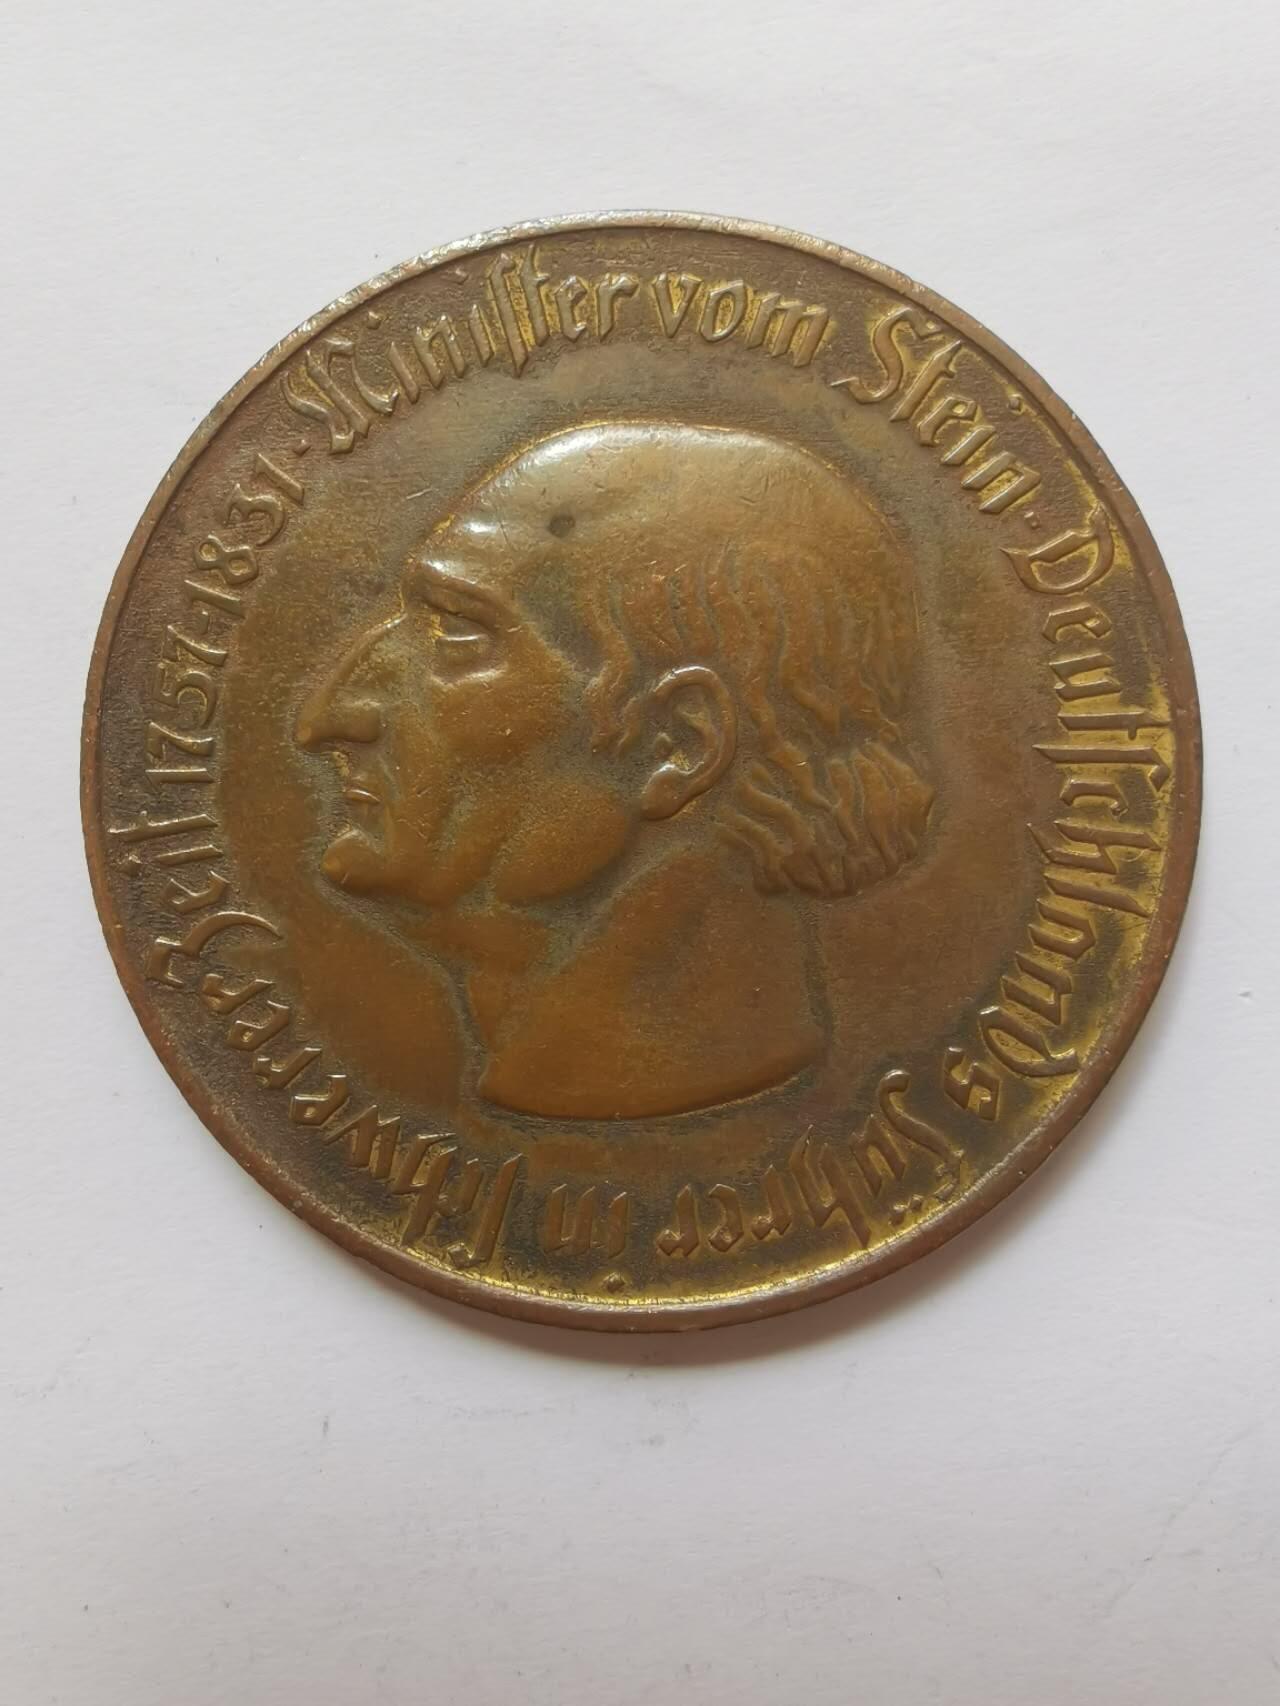 Miniſter vom Stein · Deutſchlands Führer in ſchwerer Zeit 1757-1831 ·